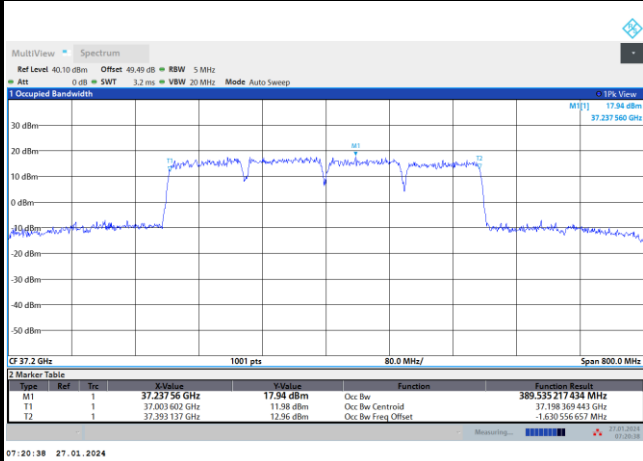 MultiView Spectrum
Ref Level 40.10 dBm Offset 49.49 dB RBW 5 MHz
Att 0 dB SWT 3.2 ms VBW 20 MHz Mode Auto Sweep
1 Occupied Bandwidth 1Pk View
M1[1] 17.94 dBm
37.237 560 GHz
30 dBm
20 dBm
M1
T1 T2
10 dBm
0 dBm
-10 dBm
-20 dBm
-30 dBm
-40 dBm
-50 dBm
CF 37.2 GHz 1001 pts 80.0 MHz/ Span 800.0 MHz
2 Marker Table
Type Ref Trc X-Value Y-Value Function Function Result
M1 1 37.237 56 GHz 17.94 dBm Occ Bw 389.535 217 434 MHz
T1 1 37.003 602 GHz 11.98 dBm Occ Bw Centroid 37.198 369 443 GHz
T2 1 37.393 137 GHz 12.96 dBm Occ Bw Freq Offset -1.630 556 657 MHz
Measuring... 27.01.2024
07:20:38
07:20:38 27.01.2024